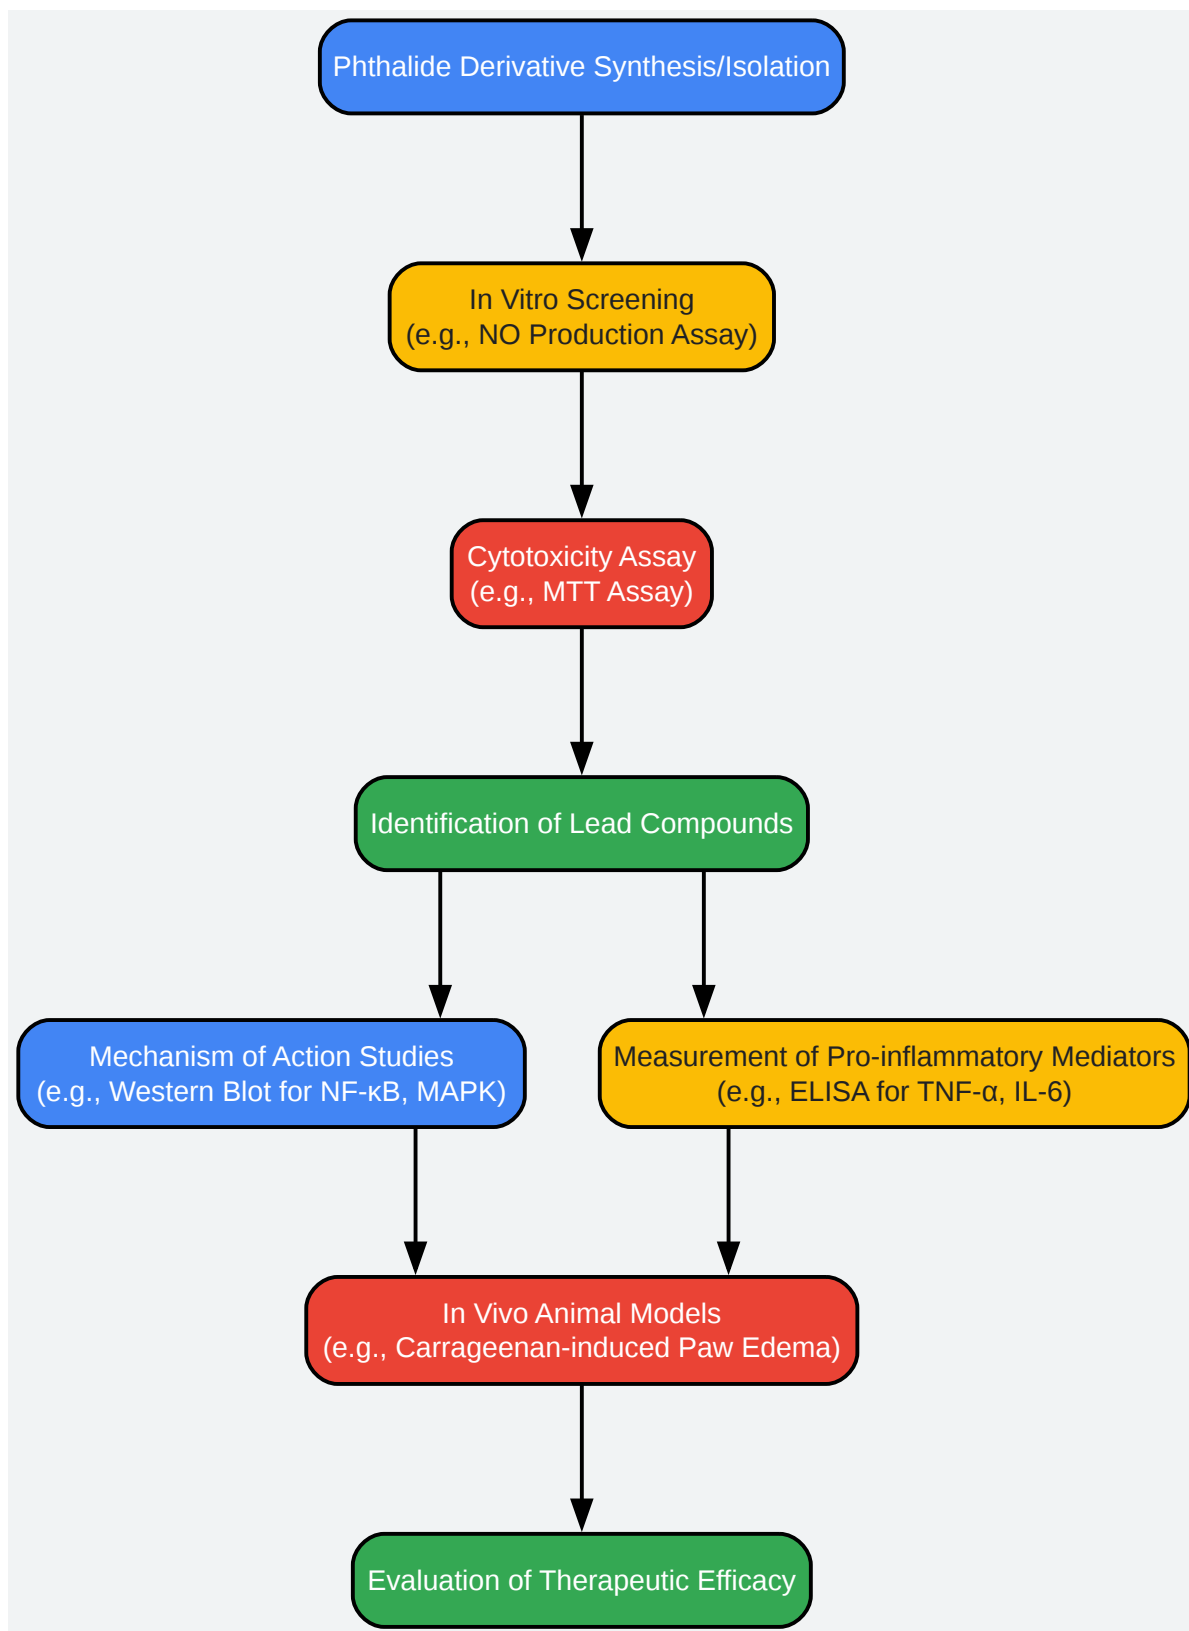 Phthalide Derivative Synthesis/Isolation
In Vitro Screening
(e.g., NO Production Assay)
Cytotoxicity Assay
(e.g., MTT Assay)
Identification of Lead Compounds
Mechanism of Action Studies
(e.g., Western Blot for NF-κB, MAPK)
Measurement of Pro-inflammatory Mediators
(e.g., ELISA for TNF-α, IL-6)
In Vivo Animal Models
(e.g., Carrageenan-induced Paw Edema)
Evaluation of Therapeutic Efficacy